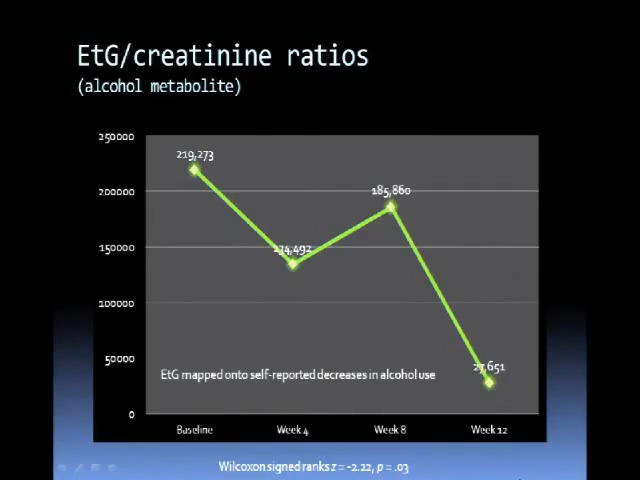 EtG/creatinine ratios
(alcohol metabolite)
250000
219,273
200000
185,860
150000
134,492
100000
50000
27,651
EtG mapped onto self-reported decreases in alcohol use
0
Baseline
Week 4
Week 8
Week 12
Wilcoxon signed ranks z = -2.22, p = .03